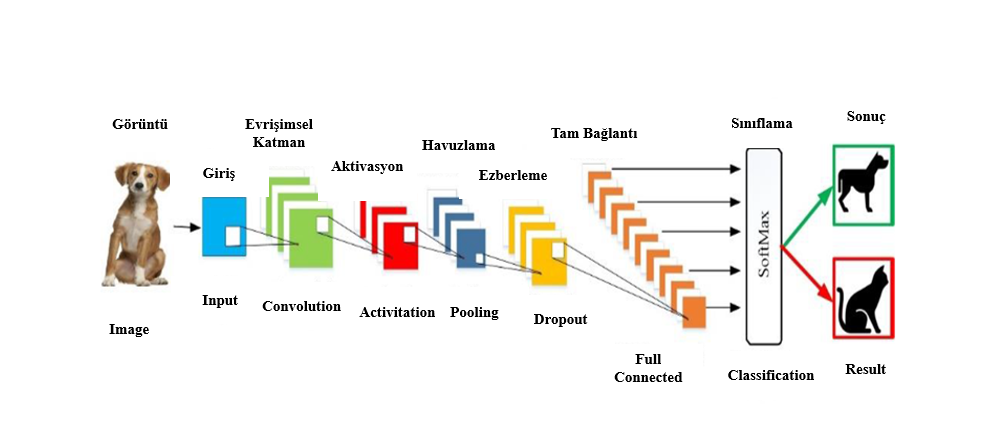 Görüntü
Evrişimsel
Katman
Giriş
Aktivasyon
Havuzlama
Ezberleme
Tam Bağlantı
Sınıflama
Sonuç
SoftMax
Image
Input
Convolution
Activitation
Pooling
Dropout
Full
Connected
Classification
Result